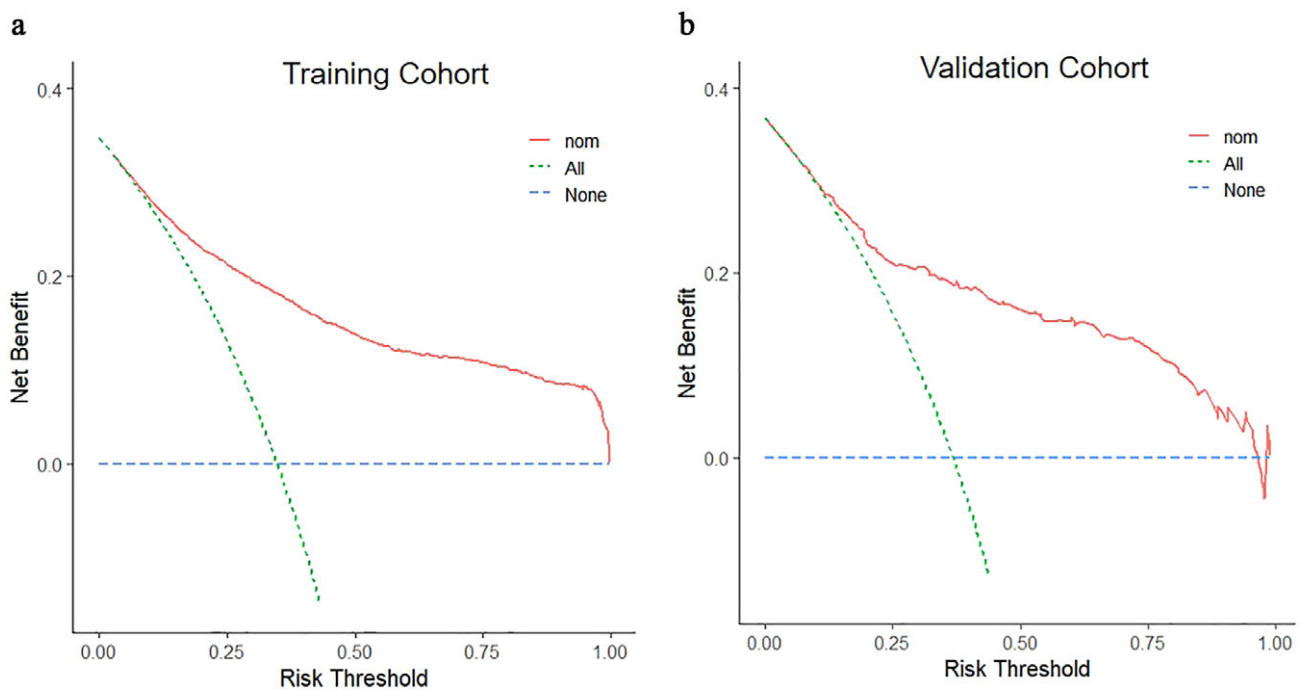 a
Training Cohort
nom
All
None
0.4
0.2
0.0
Net Benefit
0.00
0.25
0.50
0.75
1.00
Risk Threshold
b
Validation Cohort
nom
All
None
0.4
0.2
0.0
Net Benefit
0.00
0.25
0.50
0.75
1.00
Risk Threshold